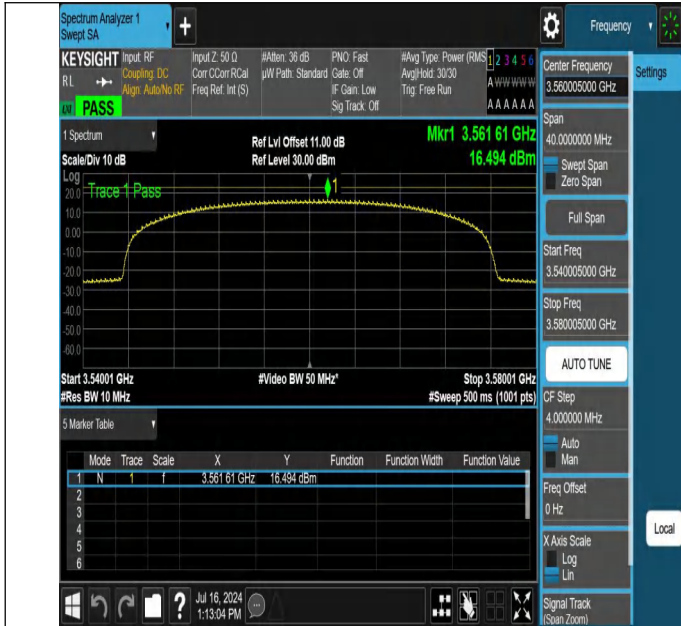 Spectrum Analyzer 1
Swept SA
+
Frequency
KEYSIGHT
RL
PASS
Input: RF
Coupling: DC
Align: Auto/No RF
Input Z: 50 Ω
Corr CCorr RCal
Freq Ref: Int (S)
#Atten: 36 dB
µW Path: Standard
PNO: Fast
Gate: Off
IF Gain: Low
Sig Track: Off
#Avg Type: Power (RMS)
Avg|Hold: 30/30
Trig: Free Run
1 2 3 4 5 6
A W W W W W
A A A A A A
Center Frequency
3.560005000 GHz
Settings
Span
40.0000000 MHz
Swept Span
Zero Span
Full Span
Start Freq
3.540005000 GHz
Stop Freq
3.580005000 GHz
AUTO TUNE
CF Step
4.000000 MHz
Auto
Man
Freq Offset
0 Hz
X Axis Scale
Log
Lin
Signal Track
(Span Zoom)
Local
1 Spectrum
Scale/Div 10 dB
Ref Lvl Offset 11.00 dB
Ref Level 30.00 dBm
Mkr1 3.561 61 GHz
16.494 dBm
Log
Trace 1 Pass
1
20.0
10.0
0.00
-10.0
-20.0
-30.0
-40.0
-50.0
-60.0
Start 3.54001 GHz
#Res BW 10 MHz
#Video BW 50 MHz*
Stop 3.58001 GHz
#Sweep 500 ms (1001 pts)
5 Marker Table
Mode Trace Scale X Y Function Function Width Function Value
1 N 1 f 3.561 61 GHz 16.494 dBm
2
3
4
5
6
?
Jul 16, 2024
1:13:04 PM